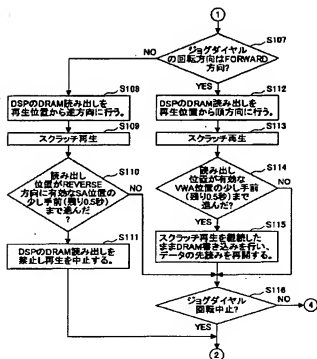 ①
S107
ジョグダイヤル
の回転方向はFORWARD
方向?
NO
YES
S108
DSPのDRAM読み出しを
再生位置から逆方向に行う。
S109
スクラッチ再生
S110
読み出し
位置がREVERSE
方向に有効なSA位置の
少し手前(残り0.5秒)
まで進んだ
?
NO
YES
S111
DSPのDRAM読み出しを
禁止し再生を中止する。
S112
DSPのDRAM読み出しを
再生位置から順方向に行う。
S113
スクラッチ再生
S114
読み出し
位置が有効な
VWA位置の少し手前
(残り0.5秒)まで
進んだ?
NO
YES
S115
スクラッチ再生を継続した
ままDRAM書き込みを行い、
データの先読みを再開する。
S116
ジョグダイヤル
回転中止?
NO
④
YES
②